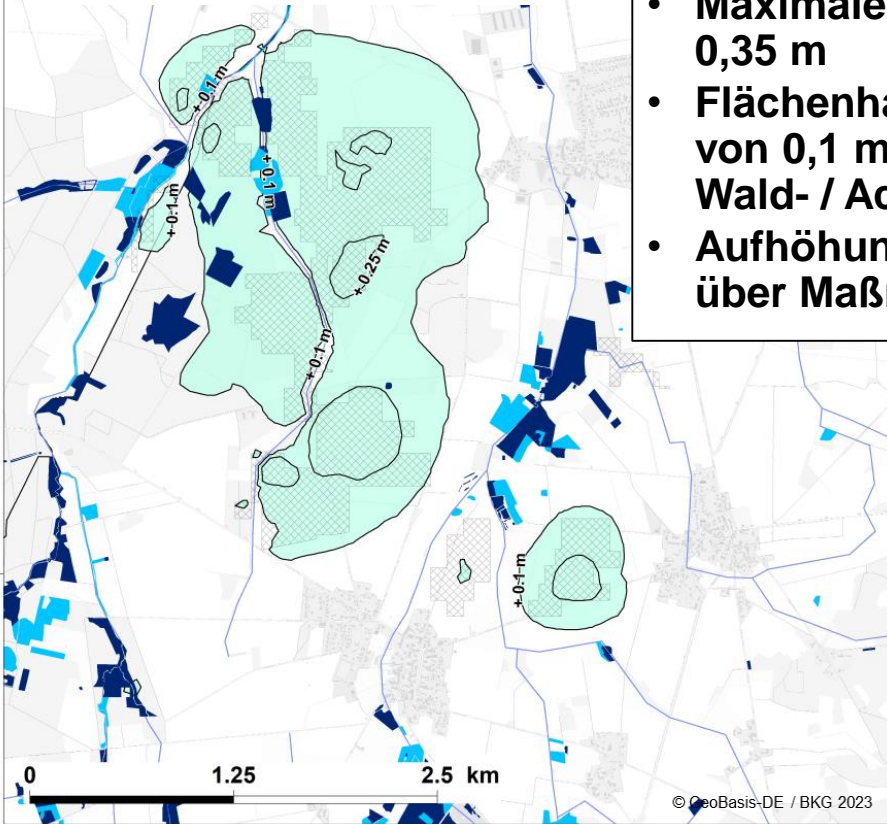 • Maximale
0,35 m
• Flächenha
von 0,1 m
Wald- / Ac
• Aufhöhun
über Maßn
+ 0.1 m
+ 0.1 m
+ 0.1 m
+ 0.25 m
+ 0.1 m
+ 0.1 m
0 1.25 2.5 km
© GeoBasis-DE / BKG 2023